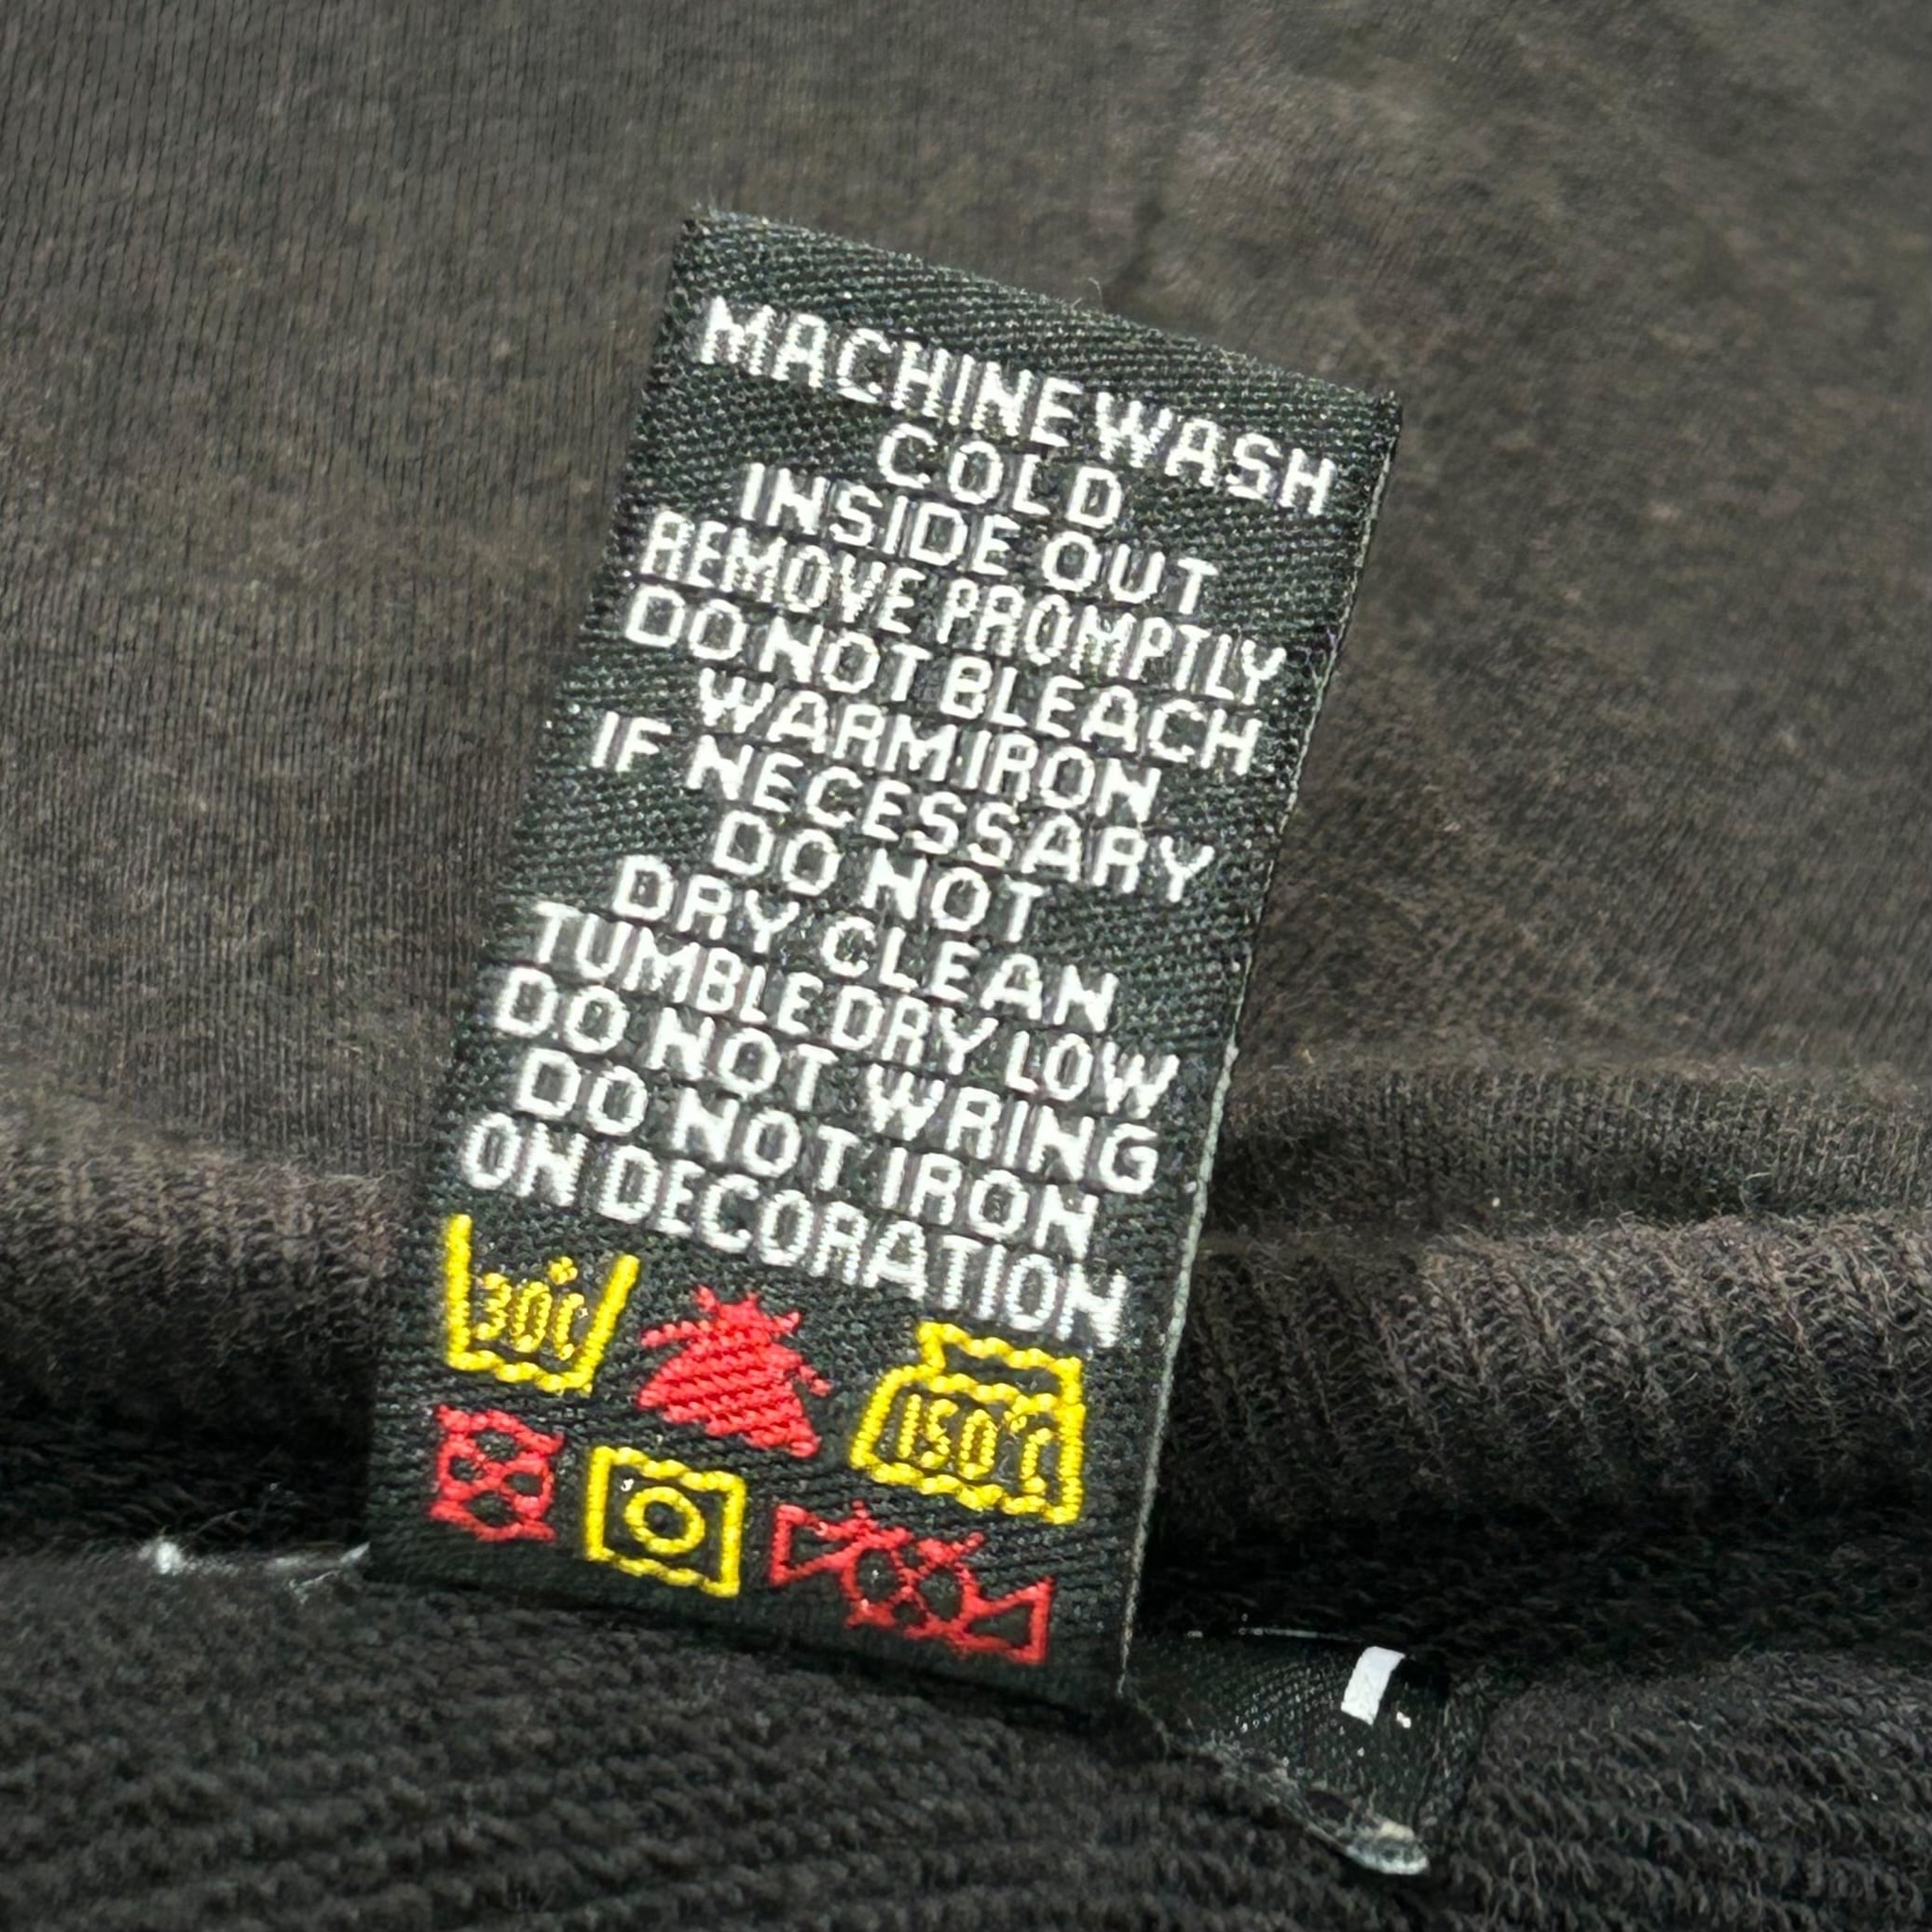 MACHINE WASH
COLD
INSIDE OUT
REMOVE PROMPTLY
DO NOT BLEACH
WARM IRON
IF NECESSARY
DO NOT
DRY CLEAN
TUMBLE DRY LOW
DO NOT WRING
DO NOT IRON
ON DECORATION
30°C
150°C